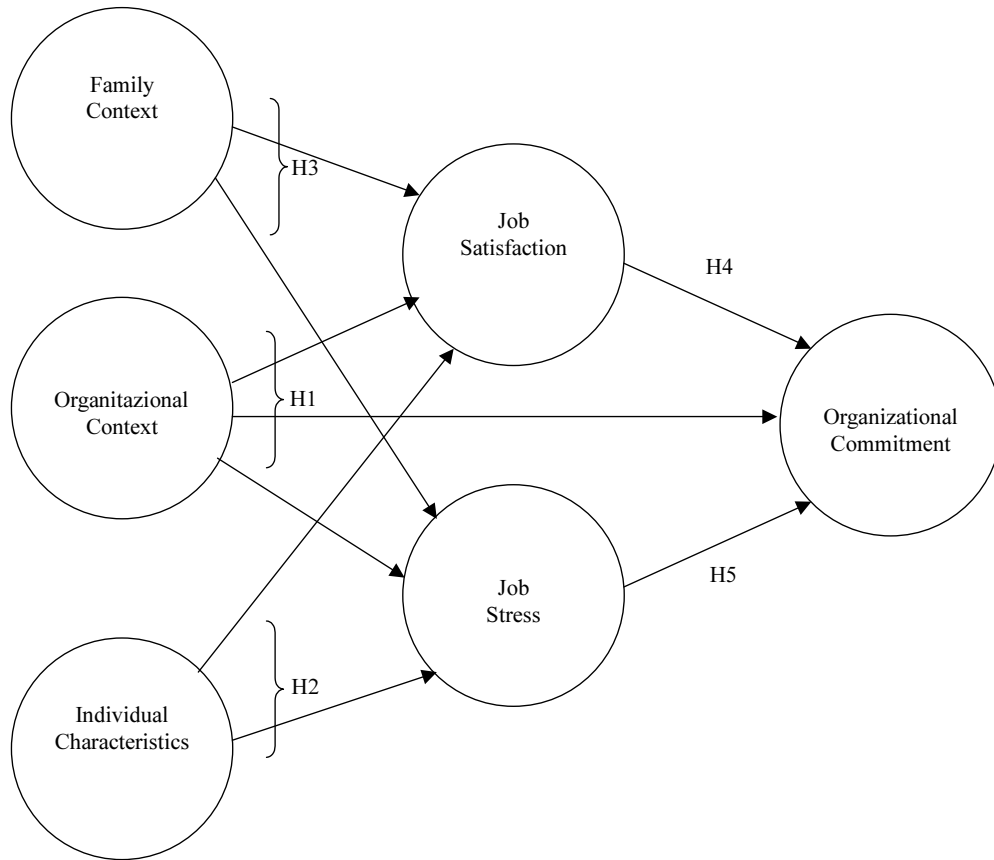 Family
Context
H3
Job
Satisfaction
H4
Organitazional
Context
H1
Organizational
Commitment
Job
Stress
H5
Individual
Characteristics
H2